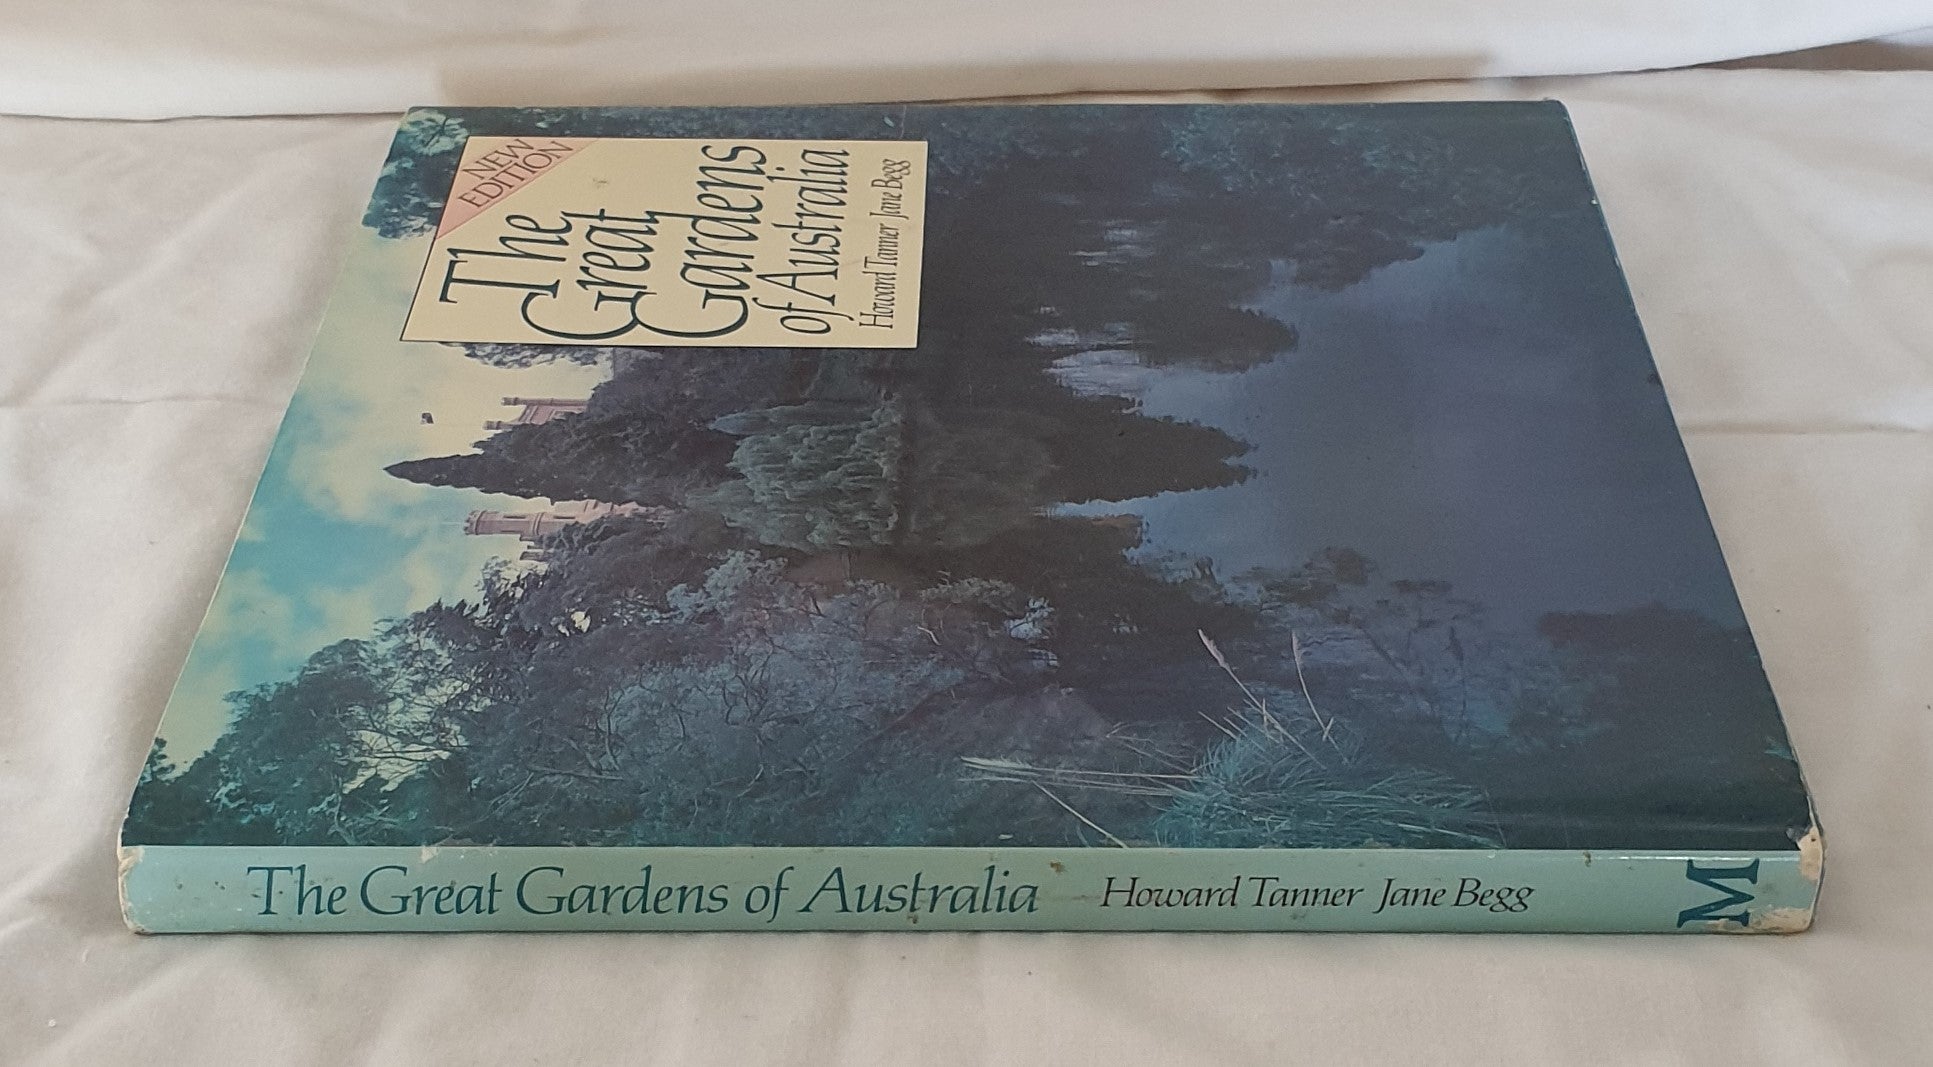 NEW
EDITION
The
Great
Gardens
of Australia
Howard Tanner Jane Begg
The Great Gardens of Australia Howard Tanner Jane Begg M